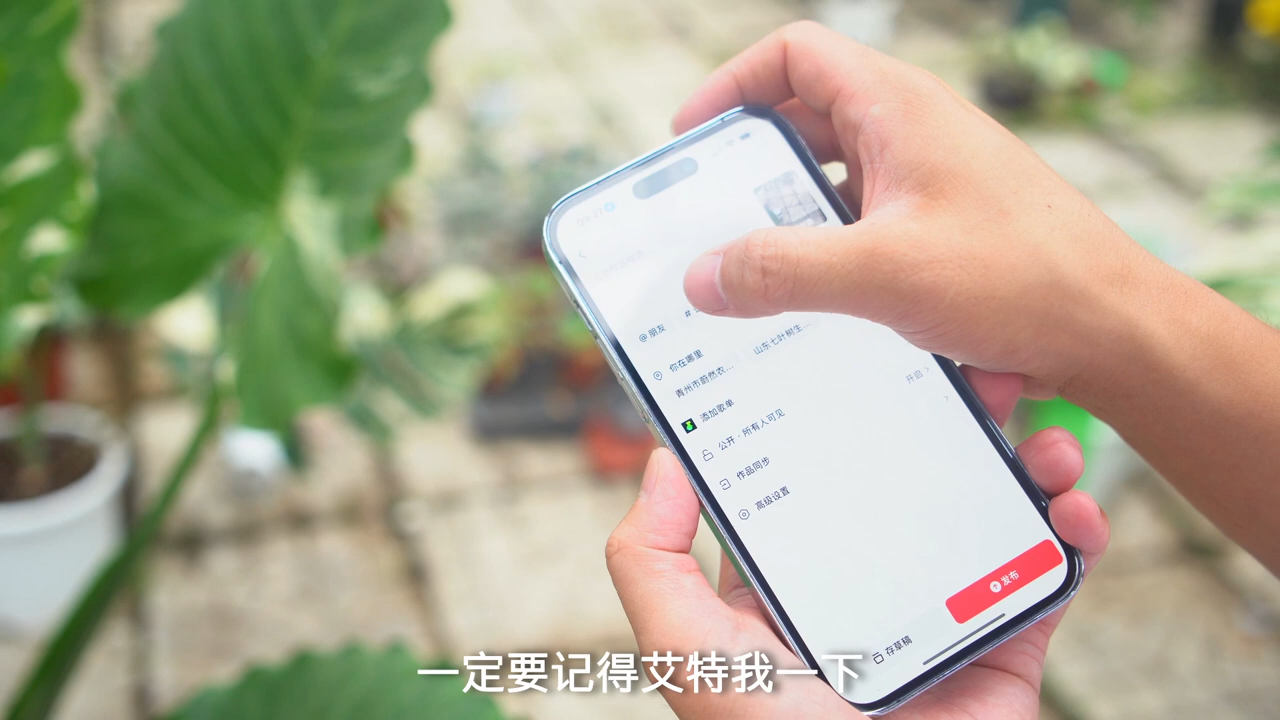 @ 朋友
#
你在哪里
青州市蔚然农...
山东七叶树生...
添加歌单
开启
公开 · 所有人可见
作品同步
高级设置
发布
存草稿
一定要记得艾特我一下